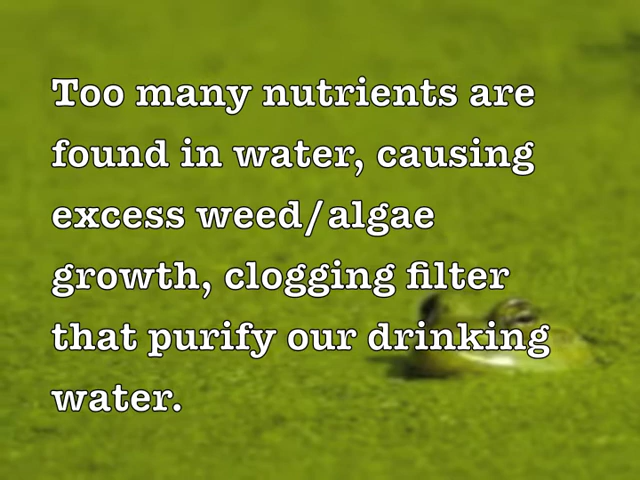 Too many nutrients are
found in water, causing
excess weed/algae
growth, clogging filter
that purify our drinking
water.